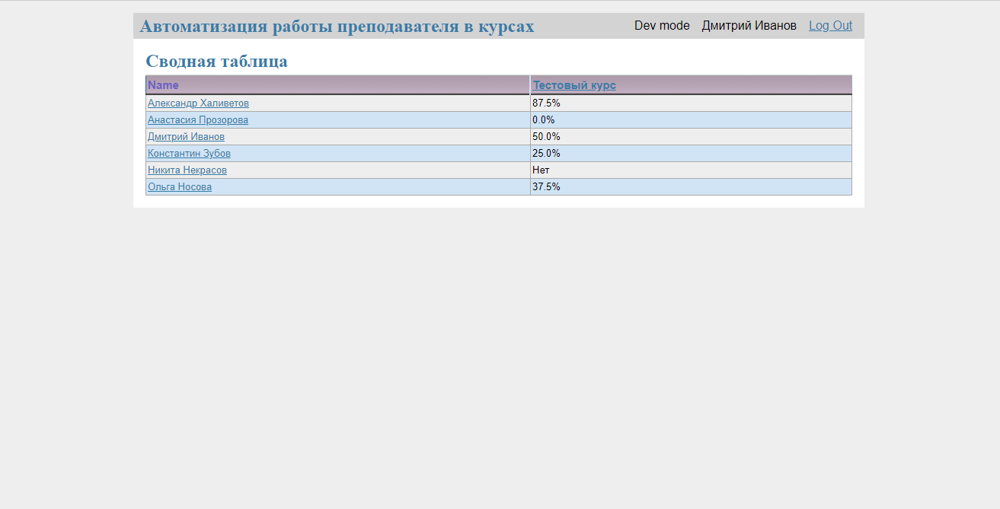 Автоматизация работы преподавателя в курсах Dev mode Дмитрий Иванов Log Out
Сводная таблица
Name Тестовый курс
Александр Халиветов 87.5%
Анастасия Прозорова 0.0%
Дмитрий Иванов 50.0%
Константин Зубов 25.0%
Никита Некрасов Нет
Ольга Носова 37.5%